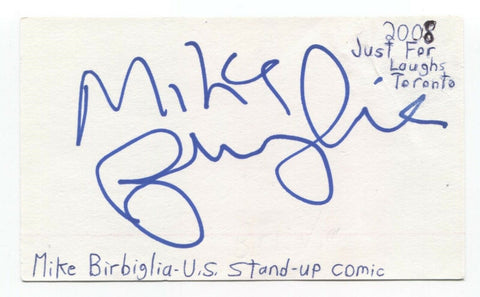 2008
Just For
Laughs
Toronto
Mike
Birbiglia
Mike Birbiglia-U.S. Stand-up comic